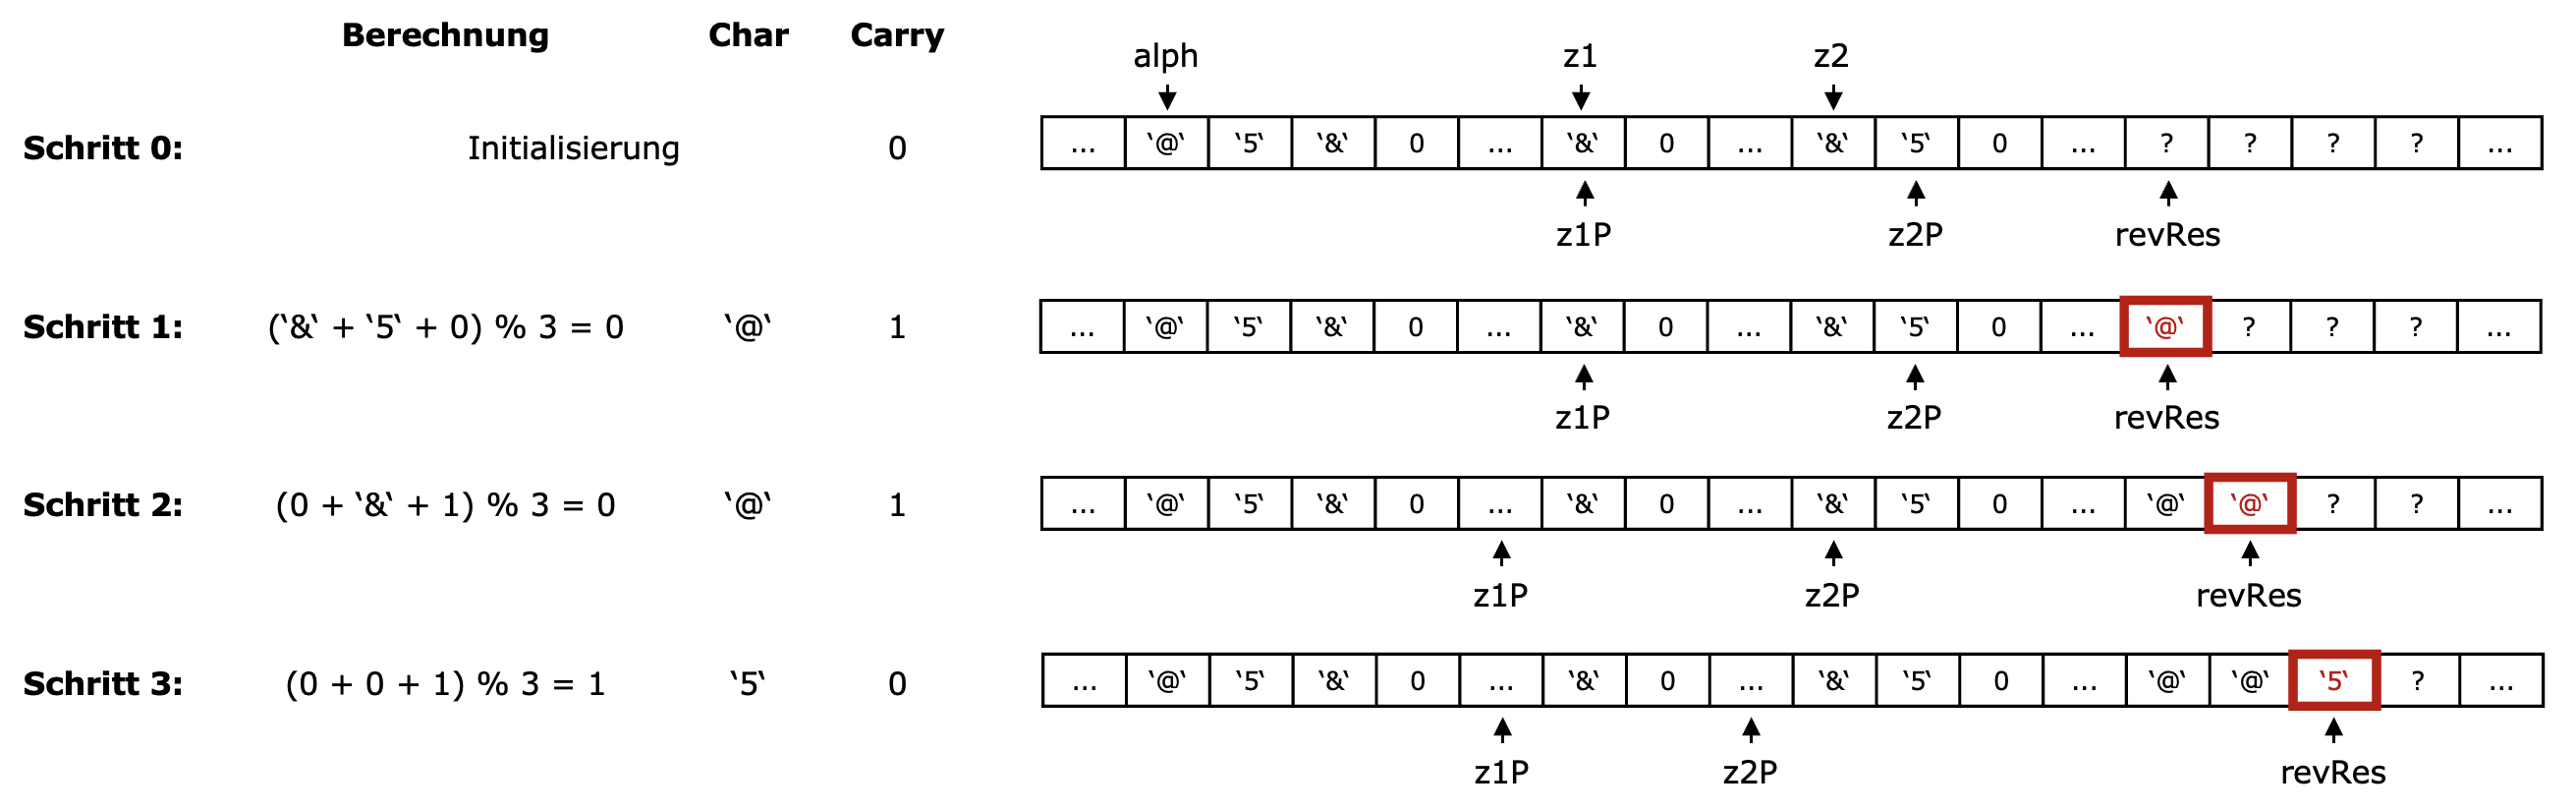 Berechnung Char Carry
alph z1 z2
Schritt 0: Initialisierung 0 ... ‘@‘ ‘5‘ ‘&‘ 0 ... ‘&‘ 0 ... ‘&‘ ‘5‘ 0 ... ? ? ? ? ...
z1P z2P revRes
Schritt 1: (‘&‘ + ‘5‘ + 0) % 3 = 0 ‘@‘ 1 ... ‘@‘ ‘5‘ ‘&‘ 0 ... ‘&‘ 0 ... ‘&‘ ‘5‘ 0 ... ‘@‘ ? ? ? ...
z1P z2P revRes
Schritt 2: (0 + ‘&‘ + 1) % 3 = 0 ‘@‘ 1 ... ‘@‘ ‘5‘ ‘&‘ 0 ... ‘&‘ 0 ... ‘&‘ ‘5‘ 0 ... ‘@‘ ‘@‘ ? ? ...
z1P z2P revRes
Schritt 3: (0 + 0 + 1) % 3 = 1 ‘5‘ 0 ... ‘@‘ ‘5‘ ‘&‘ 0 ... ‘&‘ 0 ... ‘&‘ ‘5‘ 0 ... ‘@‘ ‘@‘ ‘5‘ ? ...
z1P z2P revRes